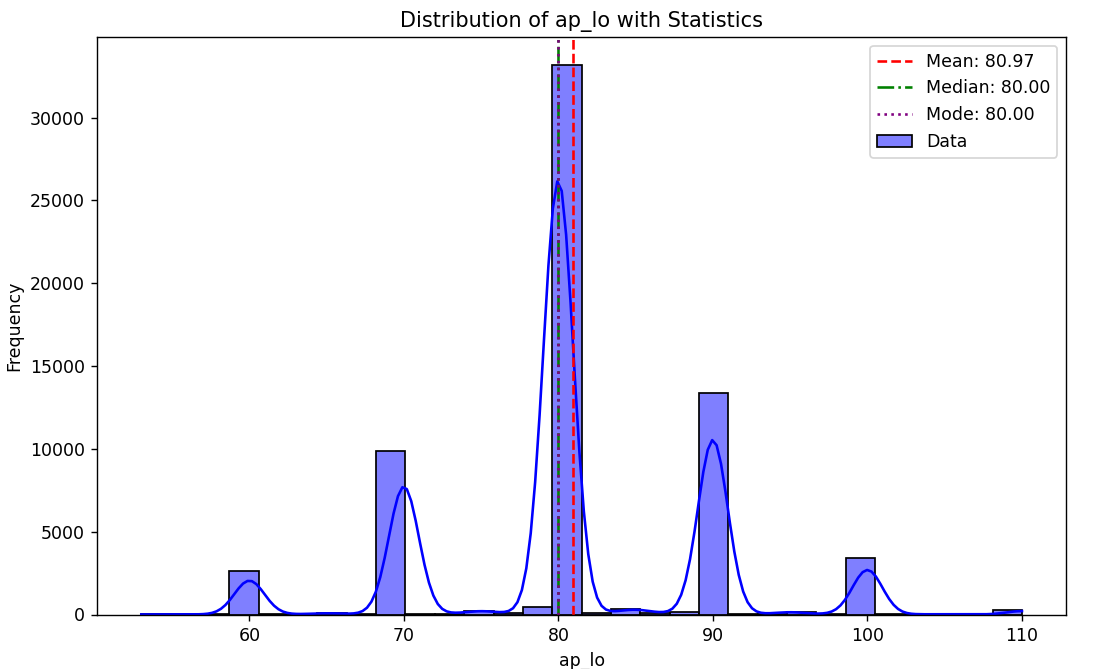 Distribution of ap_lo with Statistics
Mean: 80.97
Median: 80.00
Mode: 80.00
Data
Frequency
30000
25000
20000
15000
10000
5000
0
60 70 80 90 100 110
ap_lo